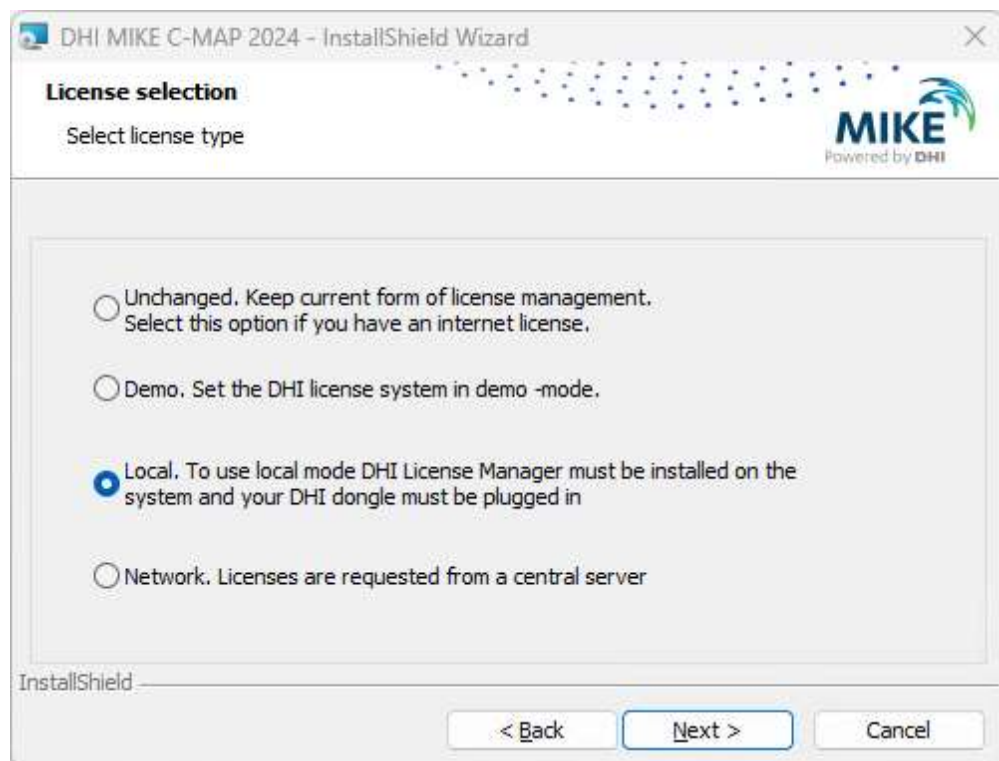 DHI MIKE C-MAP 2024 - InstallShield Wizard
License selection
Select license type
MIKE
Powered by DHI
Unchanged. Keep current form of license management.
Select this option if you have an internet license.
Demo. Set the DHI license system in demo -mode.
Local. To use local mode DHI License Manager must be installed on the
system and your DHI dongle must be plugged in
Network. Licenses are requested from a central server
InstallShield
< Back
Next >
Cancel